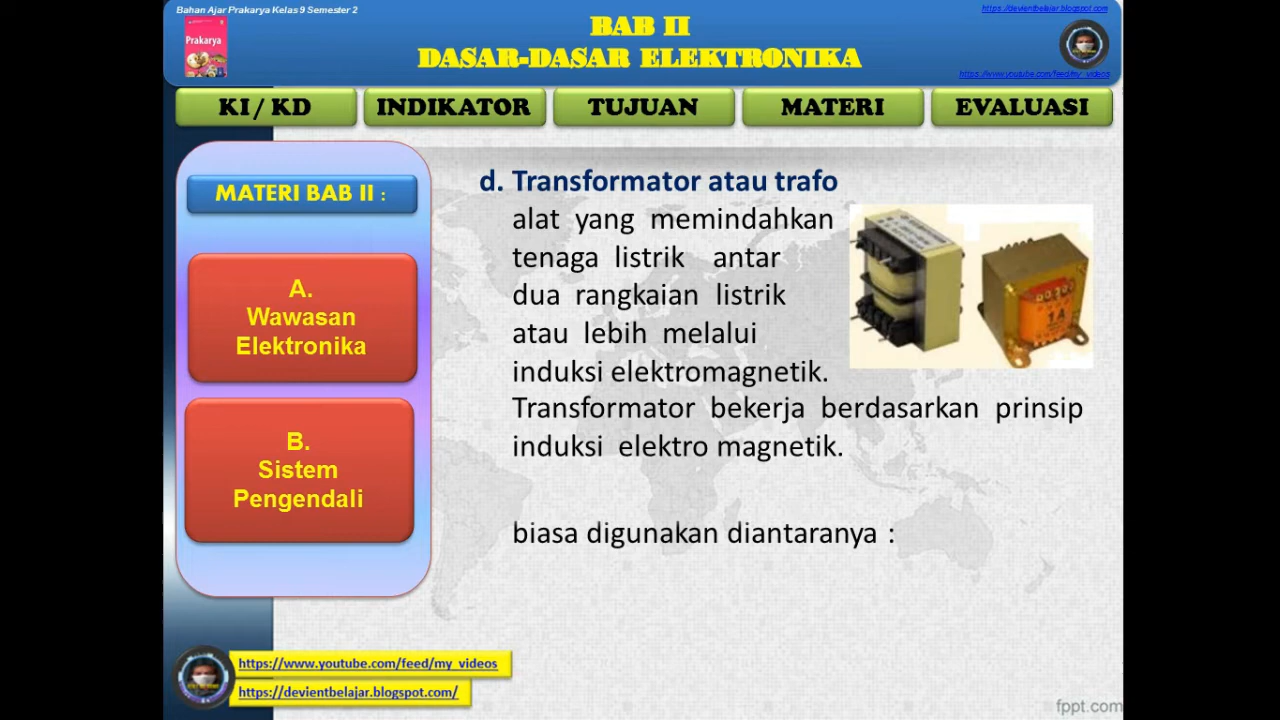 Bahan Ajar Prakarya Kelas 9 Semester 2
https://devientbelajar.blogspot.com
Prakarya
BAB II
DASAR-DASAR ELEKTRONIKA
https://www.youtube.com/feed/my_videos
KI / KD
INDIKATOR
TUJUAN
MATERI
EVALUASI
MATERI BAB II :
A.
Wawasan
Elektronika
B.
Sistem
Pengendali
d. Transformator atau trafo
alat yang memindahkan
tenaga listrik antar
dua rangkaian listrik
atau lebih melalui
induksi elektromagnetik.
Transformator bekerja berdasarkan prinsip
induksi elektro magnetik.
1A
biasa digunakan diantaranya :
https://www.youtube.com/feed/my_videos
https://devientbelajar.blogspot.com/
fppt.com